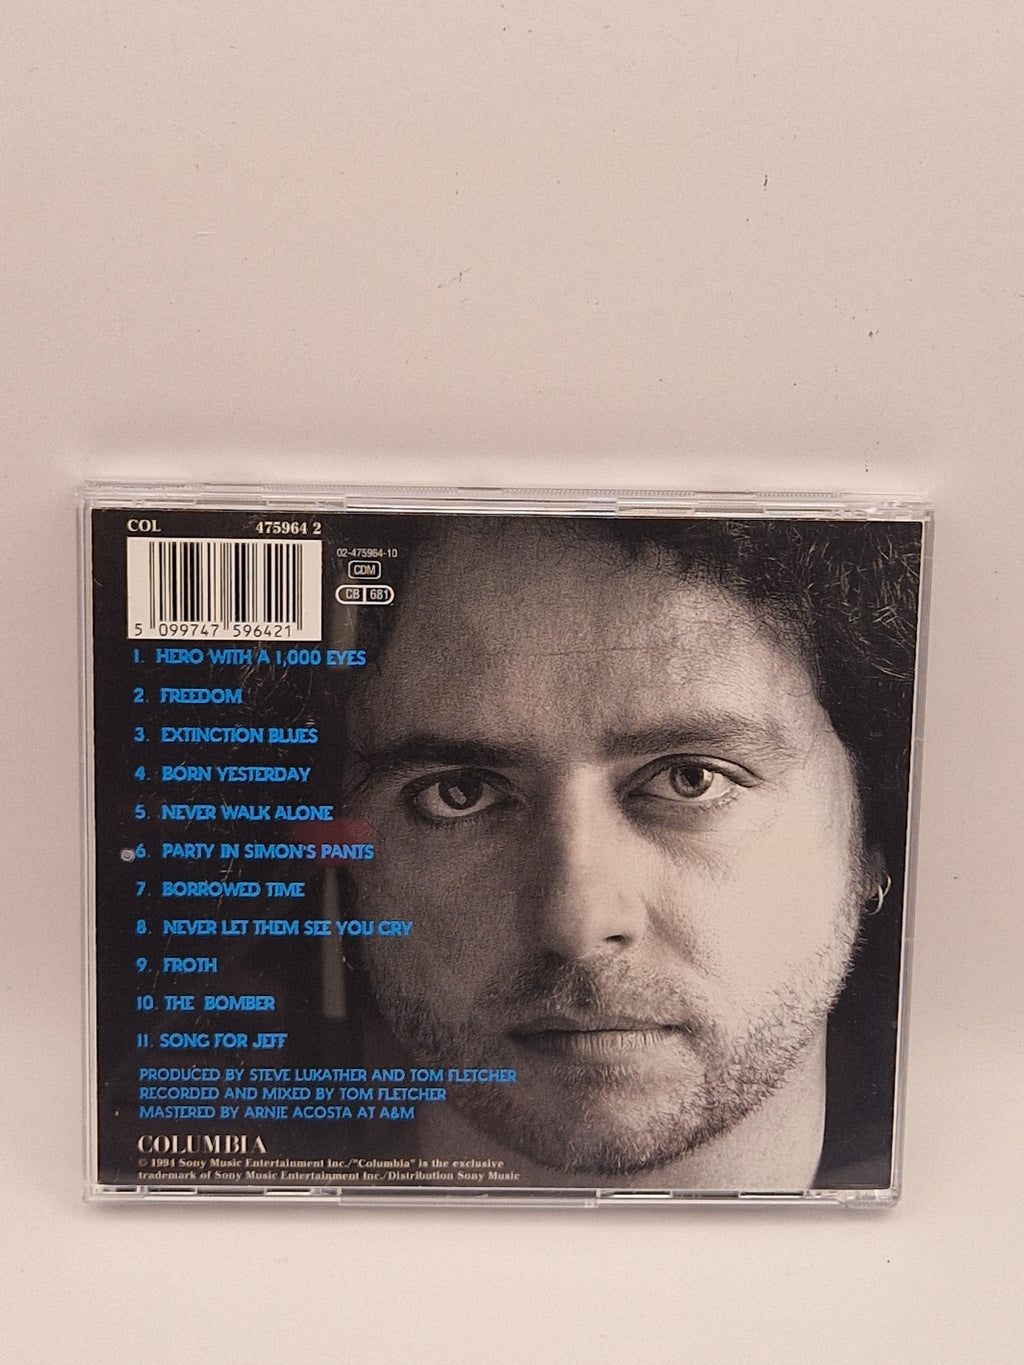 COL 475964 2
02-475964-10
CDM
CB 681
5 099747 596421
1. HERO WITH A 1,000 EYES
2. FREEDOM
3. EXTINCTION BLUES
4. BORN YESTERDAY
5. NEVER WALK ALONE
6. PARTY IN SIMON'S PANTS
7. BORROWED TIME
8. NEVER LET THEM SEE YOU CRY
9. FROTH
10. THE BOMBER
11. SONG FOR JEFF
PRODUCED BY STEVE LUKATHER AND TOM FLETCHER
RECORDED AND MIXED BY TOM FLETCHER
MASTERED BY ARNIE ACOSTA AT A&M
COLUMBIA
© 1994 Sony Music Entertainment Inc./"Columbia" is the exclusive
trademark of Sony Music Entertainment Inc./Distribution Sony Music